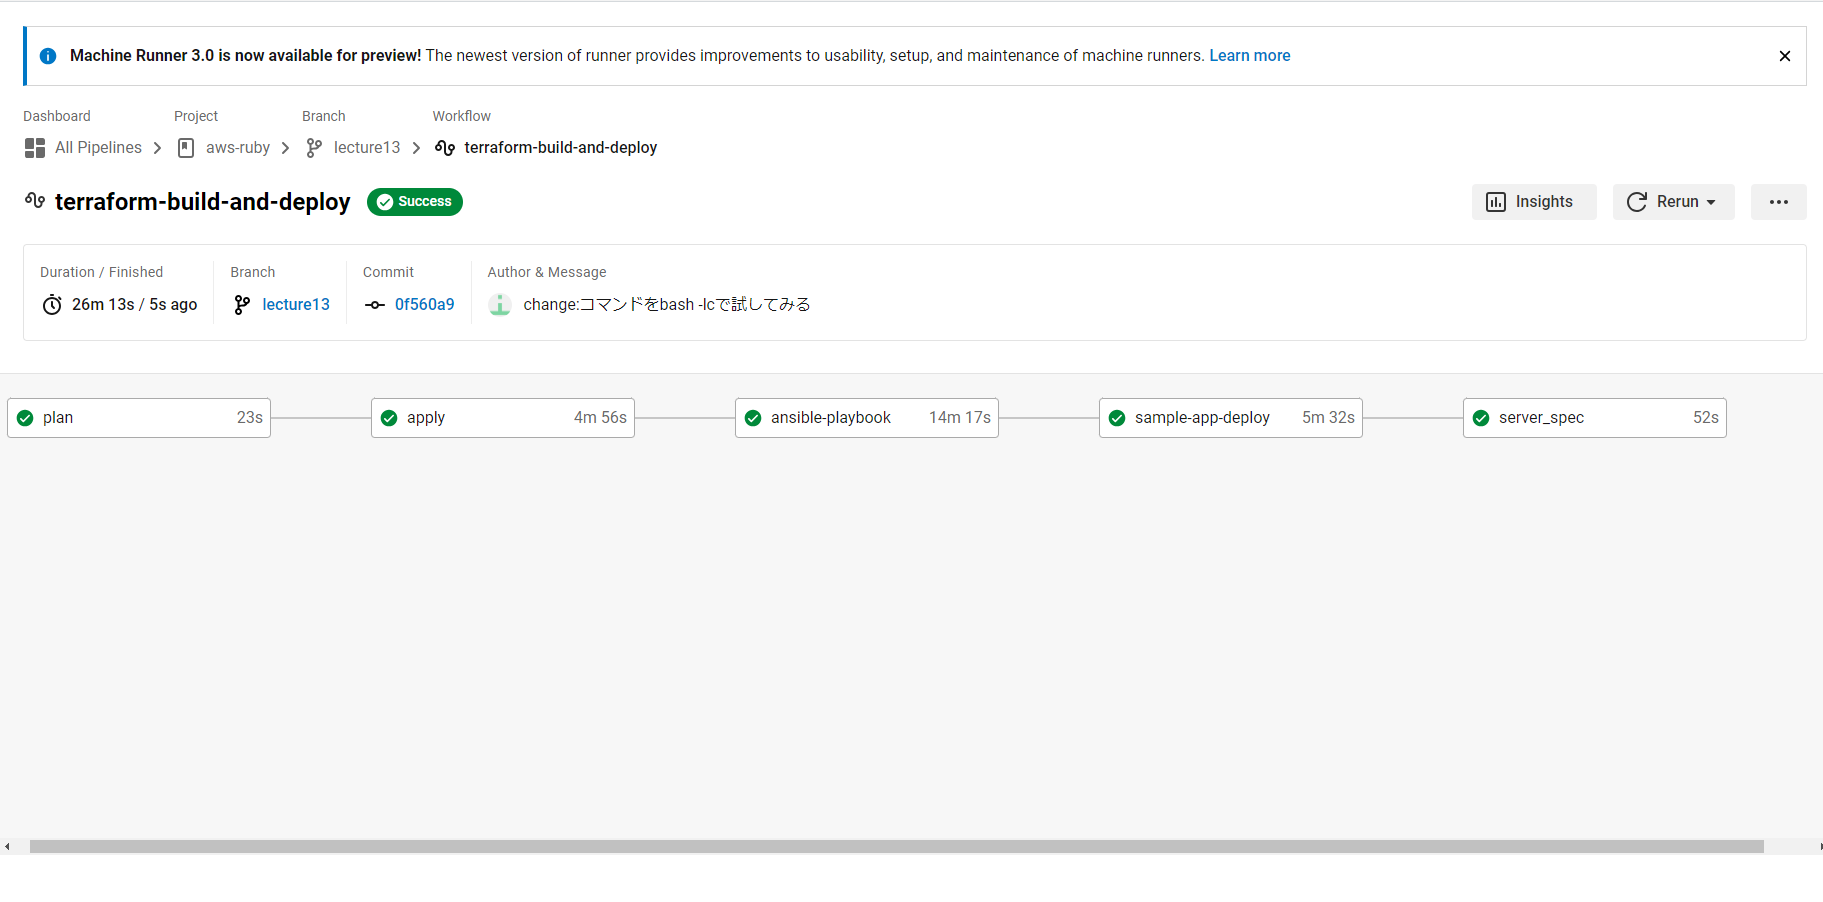 Machine Runner 3.0 is now available for preview! The newest version of runner provides improvements to usability, setup, and maintenance of machine runners. Learn more
Dashboard Project Branch Workflow
All Pipelines aws-ruby lecture13 terraform-build-and-deploy
terraform-build-and-deploy Success Insights Rerun
Duration / Finished Branch Commit Author & Message
26m 13s / 5s ago lecture13 0f560a9 change:コマンドをbash -lcで試してみる
plan 23s apply 4m 56s ansible-playbook 14m 17s sample-app-deploy 5m 32s server_spec 52s